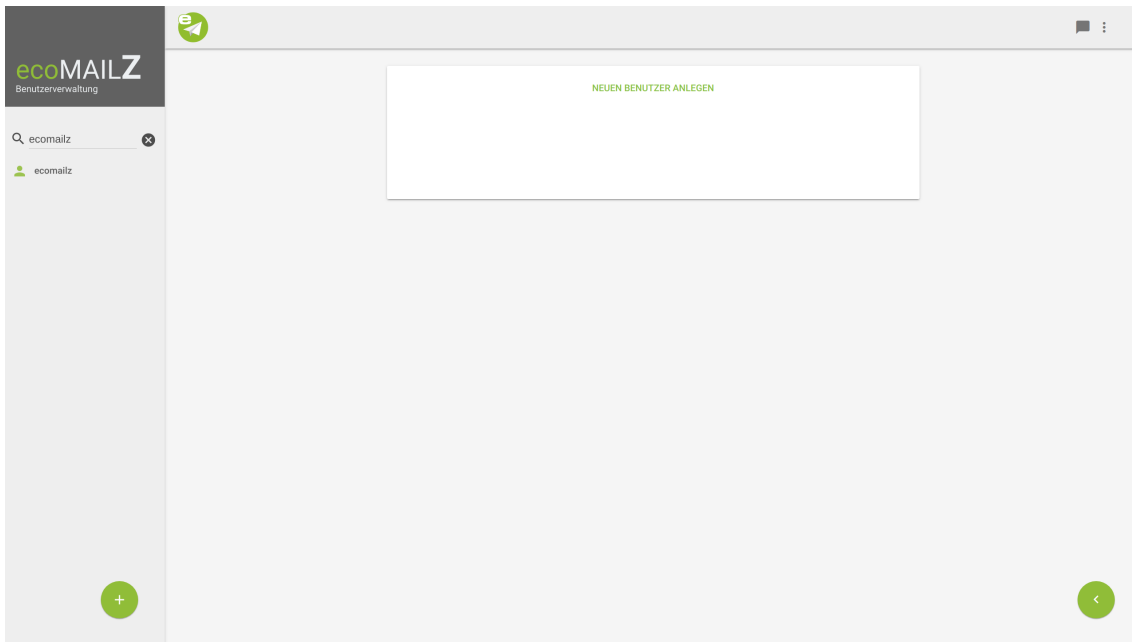 e
ecoMAILZ
Benutzerverwaltung
ecomailz
ecomailz
NEUEN BENUTZER ANLEGEN